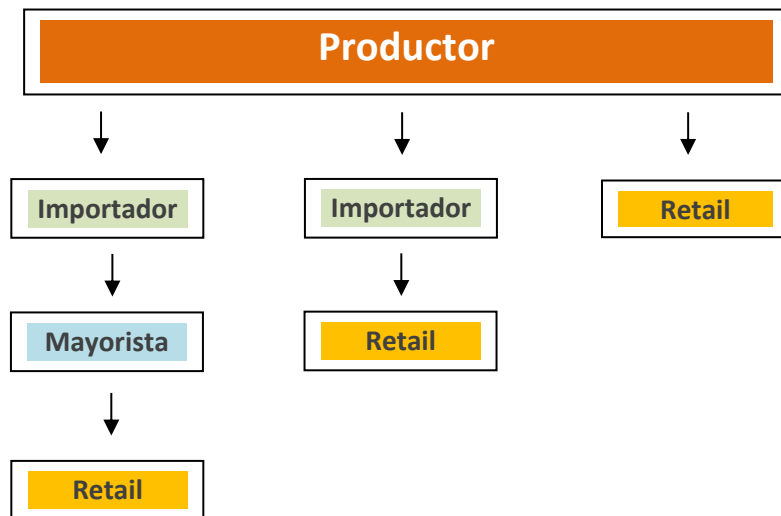 Productor
Importador
Importador
Retail
Mayorista
Retail
Retail